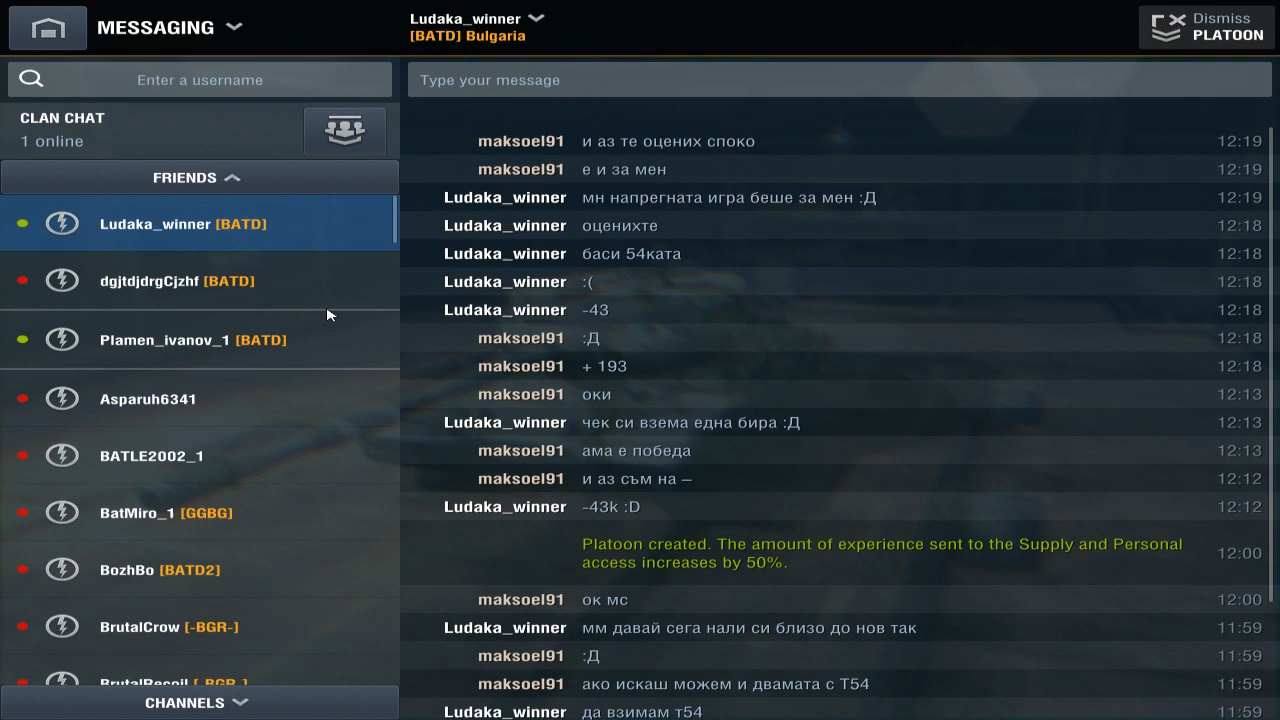 MESSAGING
Ludaka_winner
[BATD] Bulgaria
Dismiss
PLATOON
Enter a username
Type your message
CLAN CHAT
1 online
FRIENDS
Ludaka_winner [BATD]
dgjtdjdrgCjzhf [BATD]
Plamen_ivanov_1 [BATD]
Asparuh6341
BATLE2002_1
BatMiro_1 [GGBG]
BozhBo [BATD2]
BrutalCrow [-BGR-]
BrutalRecoil [-BGR-]
CHANNELS
maksoel91 и аз те оцених споко 12:19
maksoel91 е и за мен 12:19
Ludaka_winner мн напрегната игра беше за мен :Д 12:19
Ludaka_winner оценихте 12:18
Ludaka_winner баси 54ката 12:18
Ludaka_winner :( 12:18
Ludaka_winner -43 12:18
maksoel91 :Д 12:18
maksoel91 + 193 12:18
maksoel91 оки 12:13
Ludaka_winner чек си взема една бира :Д 12:13
maksoel91 ама е победа 12:13
maksoel91 и аз съм на — 12:12
Ludaka_winner -43k :D 12:12
Platoon created. The amount of experience sent to the Supply and Personal
access increases by 50%. 12:00
maksoel91 ок мс 12:00
Ludaka_winner мм давай сега нали си близо до нов так 11:59
maksoel91 :Д 11:59
maksoel91 ако искаш можем и двамата с Т54 11:59
Ludaka_winner да взимам т54 11:59